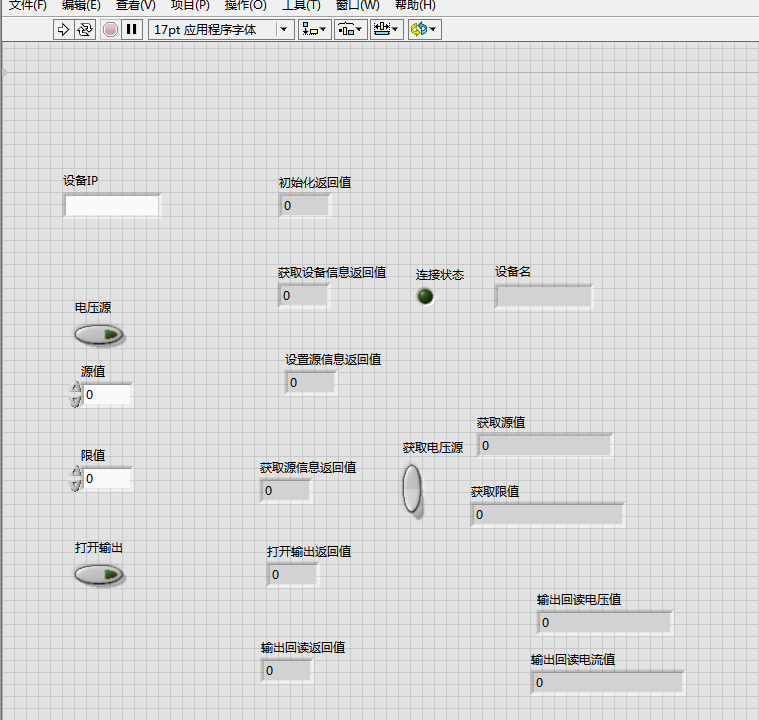 文件(F) 编辑(E) 查看(V) 项目(P) 操作(O) 工具(T) 窗口(W) 帮助(H)
17pt 应用程序字体
设备IP
初始化返回值
0
获取设备信息返回值
0
连接状态
设备名
电压源
设置源信息返回值
0
源值
0
获取源值
0
获取电压源
限值
0
获取源信息返回值
0
获取限值
0
打开输出
打开输出返回值
0
输出回读电压值
0
输出回读返回值
0
输出回读电流值
0